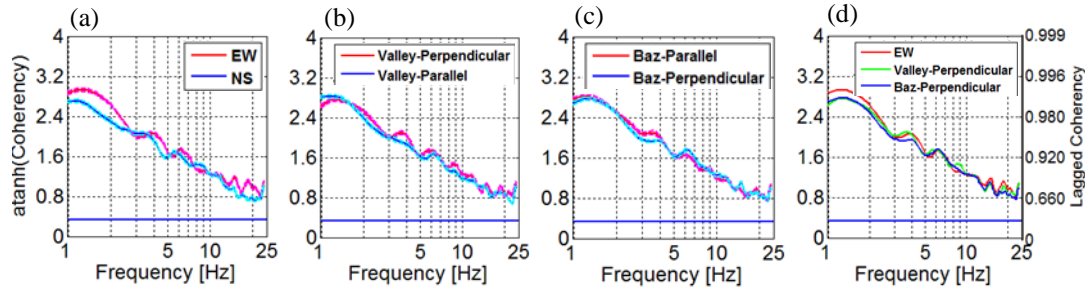 (a)
(b)
(c)
(d)
atanh(Coherency)
4
3.2
2.4
1.6
0.8
0
EW
NS
1
5
10
25
Frequency [Hz]
4
3.2
2.4
1.6
0.8
0
Valley-Perpendicular
Valley-Parallel
1
5
10
25
Frequency [Hz]
4
3.2
2.4
1.6
0.8
0
Baz-Parallel
Baz-Perpendicular
1
5
10
25
Frequency [Hz]
4
3.2
2.4
1.6
0.8
0
EW
Valley-Perpendicular
Baz-Perpendicular
1
5
10
25
Frequency [Hz]
0.999
0.996
0.980
0.920
0.660
0
Lagged Coherency